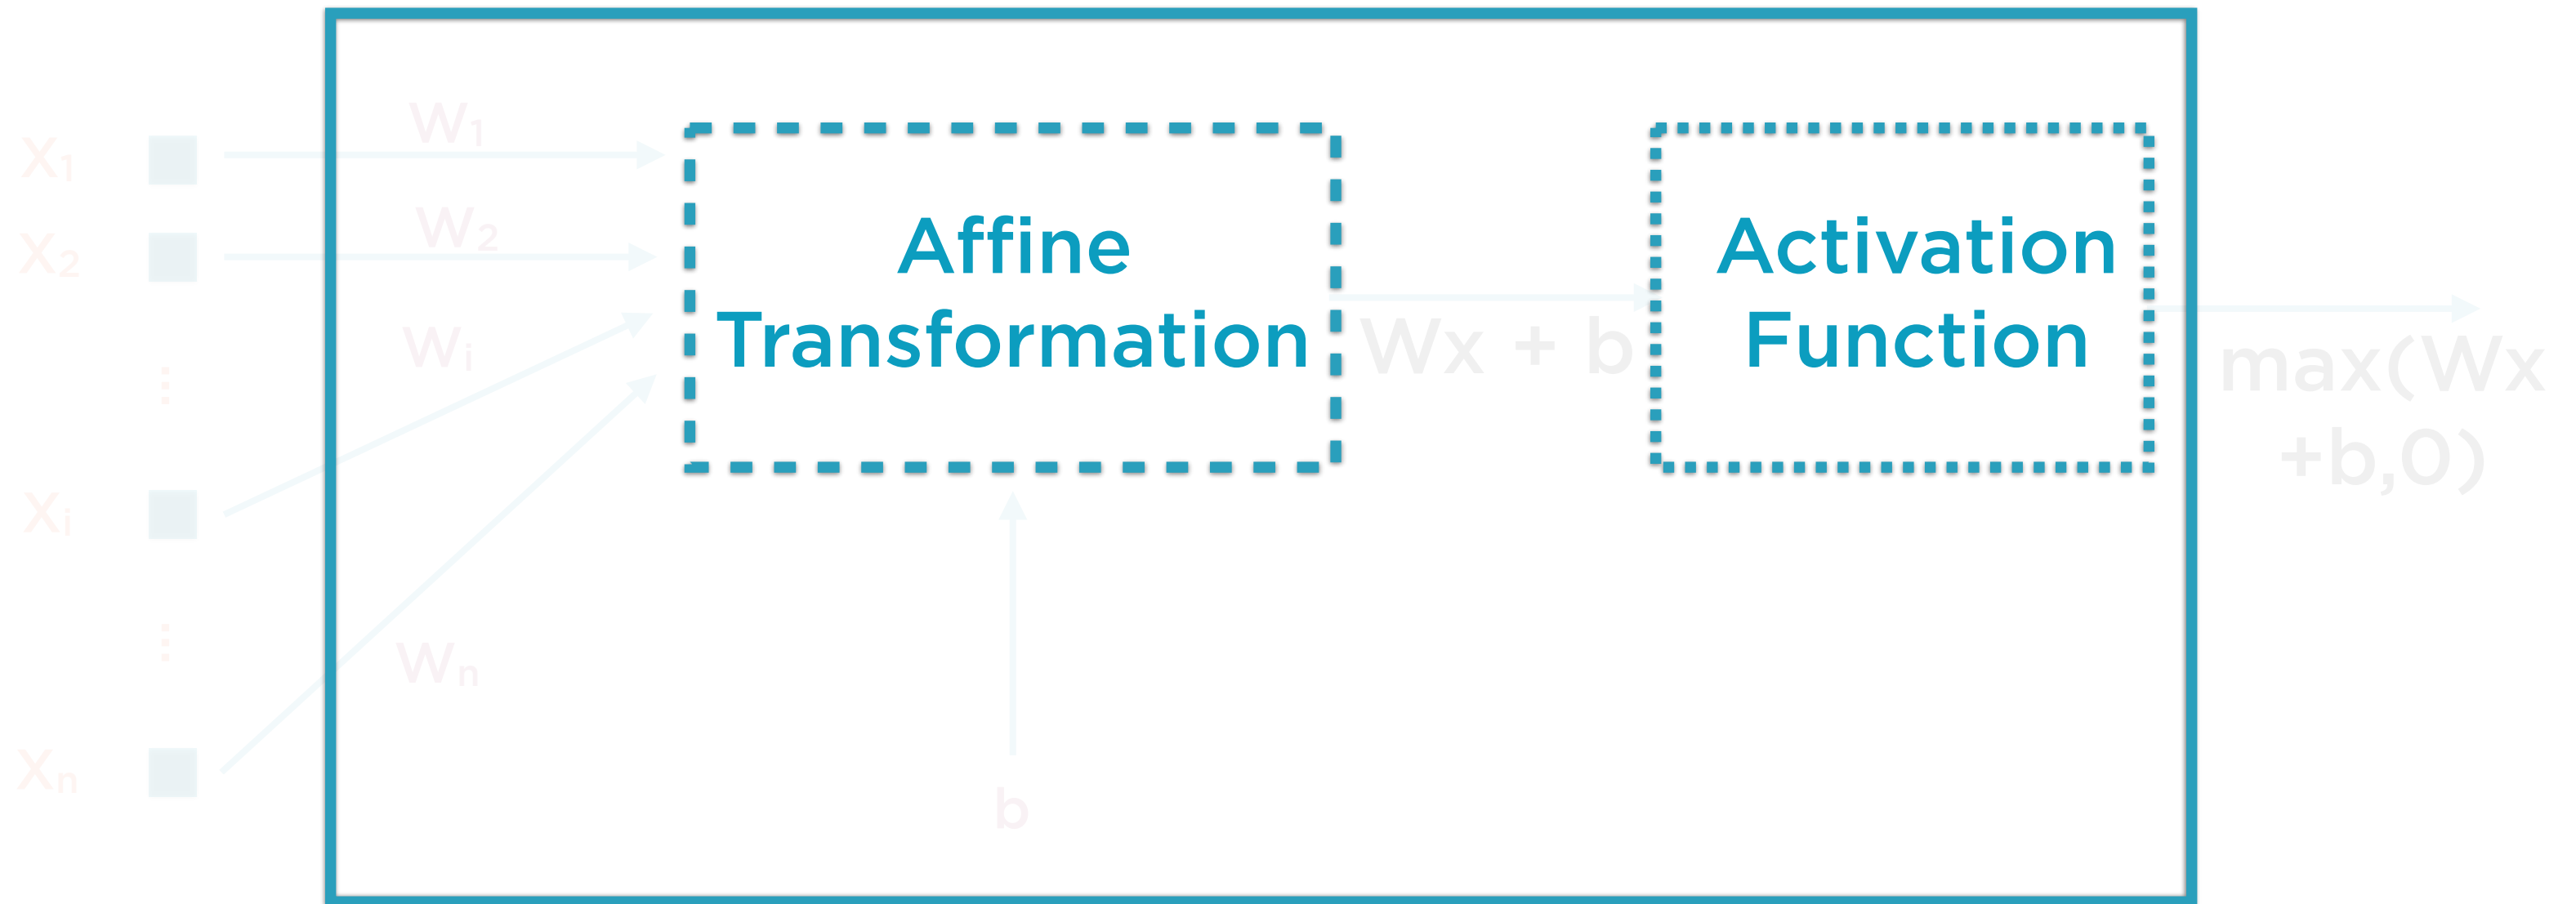 X₁
W₁
X₂
W₂
Wᵢ
⋮
Xᵢ
⋮
Wₙ
Xₙ
Affine
Transformation
b
Wx + b
Activation
Function
max(Wx
+b,0)